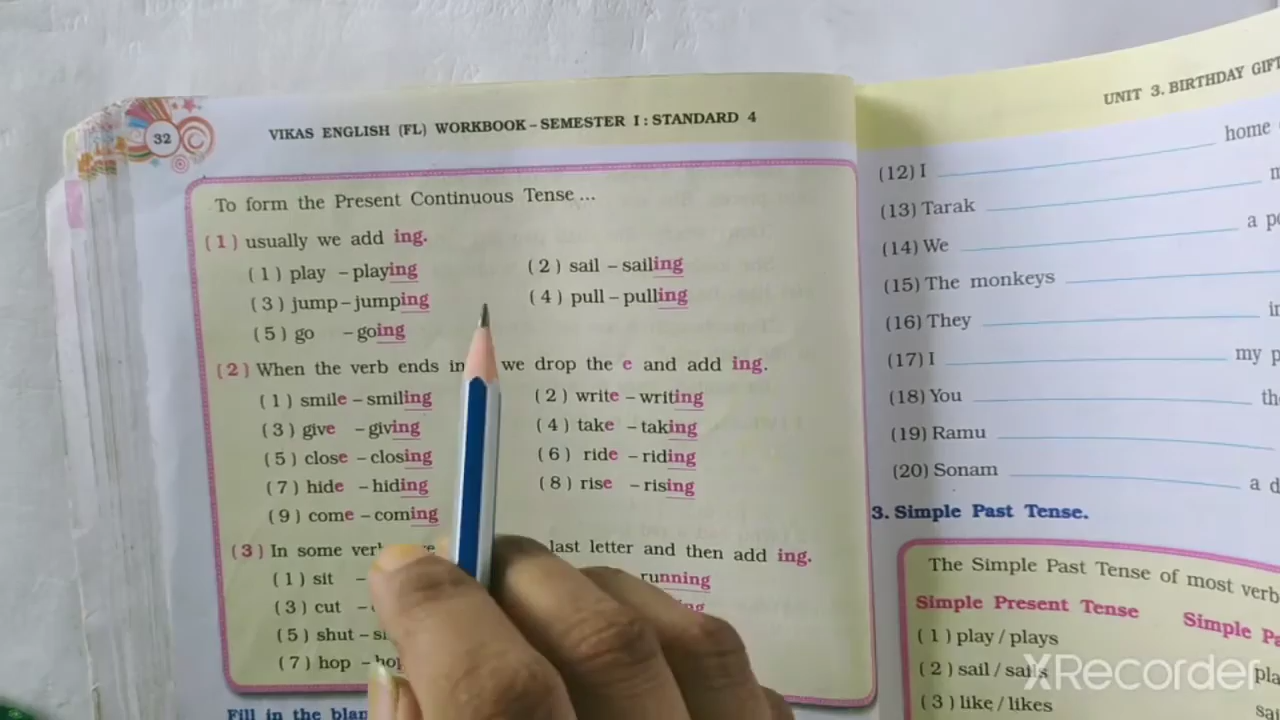 32
VIKAS ENGLISH (FL) WORKBOOK – SEMESTER I : STANDARD 4
To form the Present Continuous Tense ...
(1) usually we add ing.
(1) play – playing (2) sail – sailing
(3) jump – jumping (4) pull – pulling
(5) go – going
(2) When the verb ends in we drop the e and add ing.
(1) smile – smiling (2) write – writing
(3) give – giving (4) take – taking
(5) close – closing (6) ride – riding
(7) hide – hiding (8) rise – rising
(9) come – coming
(3) In some last letter and then add ing.
(1) sit – running
(3) cut –
(5) shut –
(7) hop –
Fill in the
UNIT 3. BIRTHDAY GIFT
(12) I home
(13) Tarak
(14) We a
(15) The monkeys
(16) They
(17) I my
(18) You
(19) Ramu
(20) Sonam a
3. Simple Past Tense.
The Simple Past Tense of most
Simple Present Tense Simple
(1) play / plays
(2) sail / sails
(3) like / likes
XRecorder